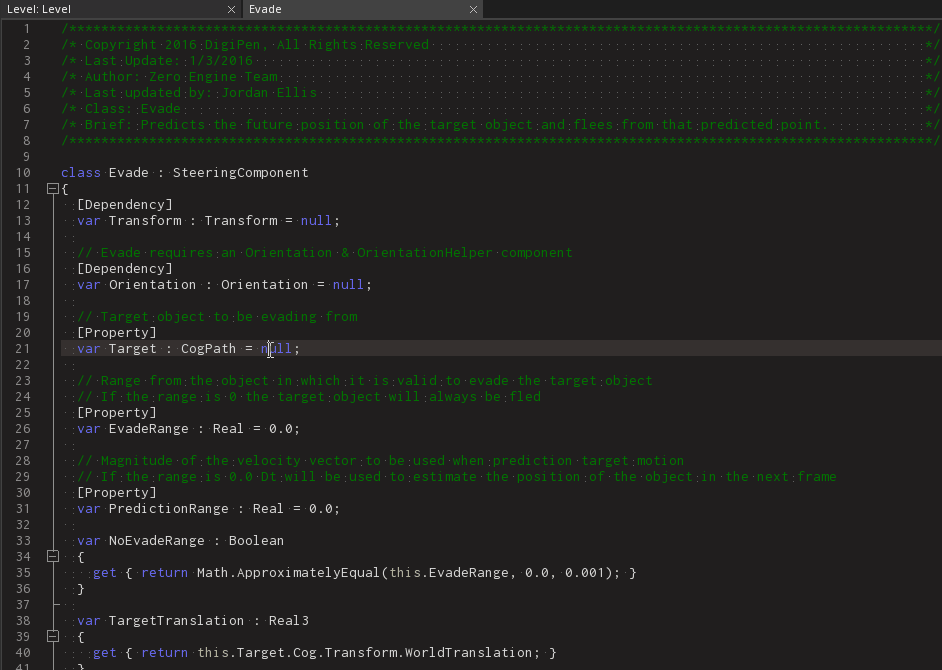 Level: Level
Evade
1 /*************************************************************************************************************/
2 /* Copyright 2016 DigiPen, All Rights Reserved */
3 /* Last Update: 1/3/2016 */
4 /* Author: Zero Engine Team */
5 /* Last updated by: Jordan Ellis */
6 /* Class: Evade */
7 /* Brief: Predicts the future position of the target object and flees from that predicted point. */
8 /*************************************************************************************************************/
9
10 class Evade : SteeringComponent
11 {
12 [Dependency]
13 var Transform : Transform = null;
14
15 // Evade requires an Orientation & OrientationHelper component
16 [Dependency]
17 var Orientation : Orientation = null;
18
19 // Target object to be evading from
20 [Property]
21 var Target : CogPath = null;
22
23 // Range from the object in which it is valid to evade the target object
24 // If the range is 0 the target object will always be fled
25 [Property]
26 var EvadeRange : Real = 0.0;
27
28 // Magnitude of the velocity vector to be used when prediction target motion
29 // If the range is 0.0 Dt will be used to estimate the position of the object in the next frame
30 [Property]
31 var PredictionRange : Real = 0.0;
32
33 var NoEvadeRange : Boolean
34 {
35 get { return Math.ApproximatelyEqual(this.EvadeRange, 0.0, 0.001); }
36 }
37
38 var TargetTranslation : Real3
39 {
40 get { return this.Target.Cog.Transform.WorldTranslation; }
41 }